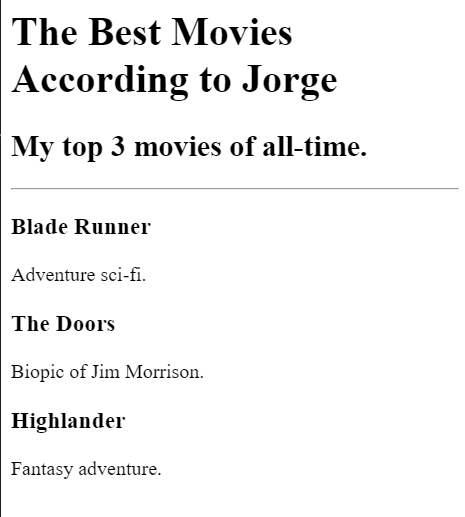 The Best Movies
According to Jorge
My top 3 movies of all-time.
Blade Runner
Adventure sci-fi.
The Doors
Biopic of Jim Morrison.
Highlander
Fantasy adventure.